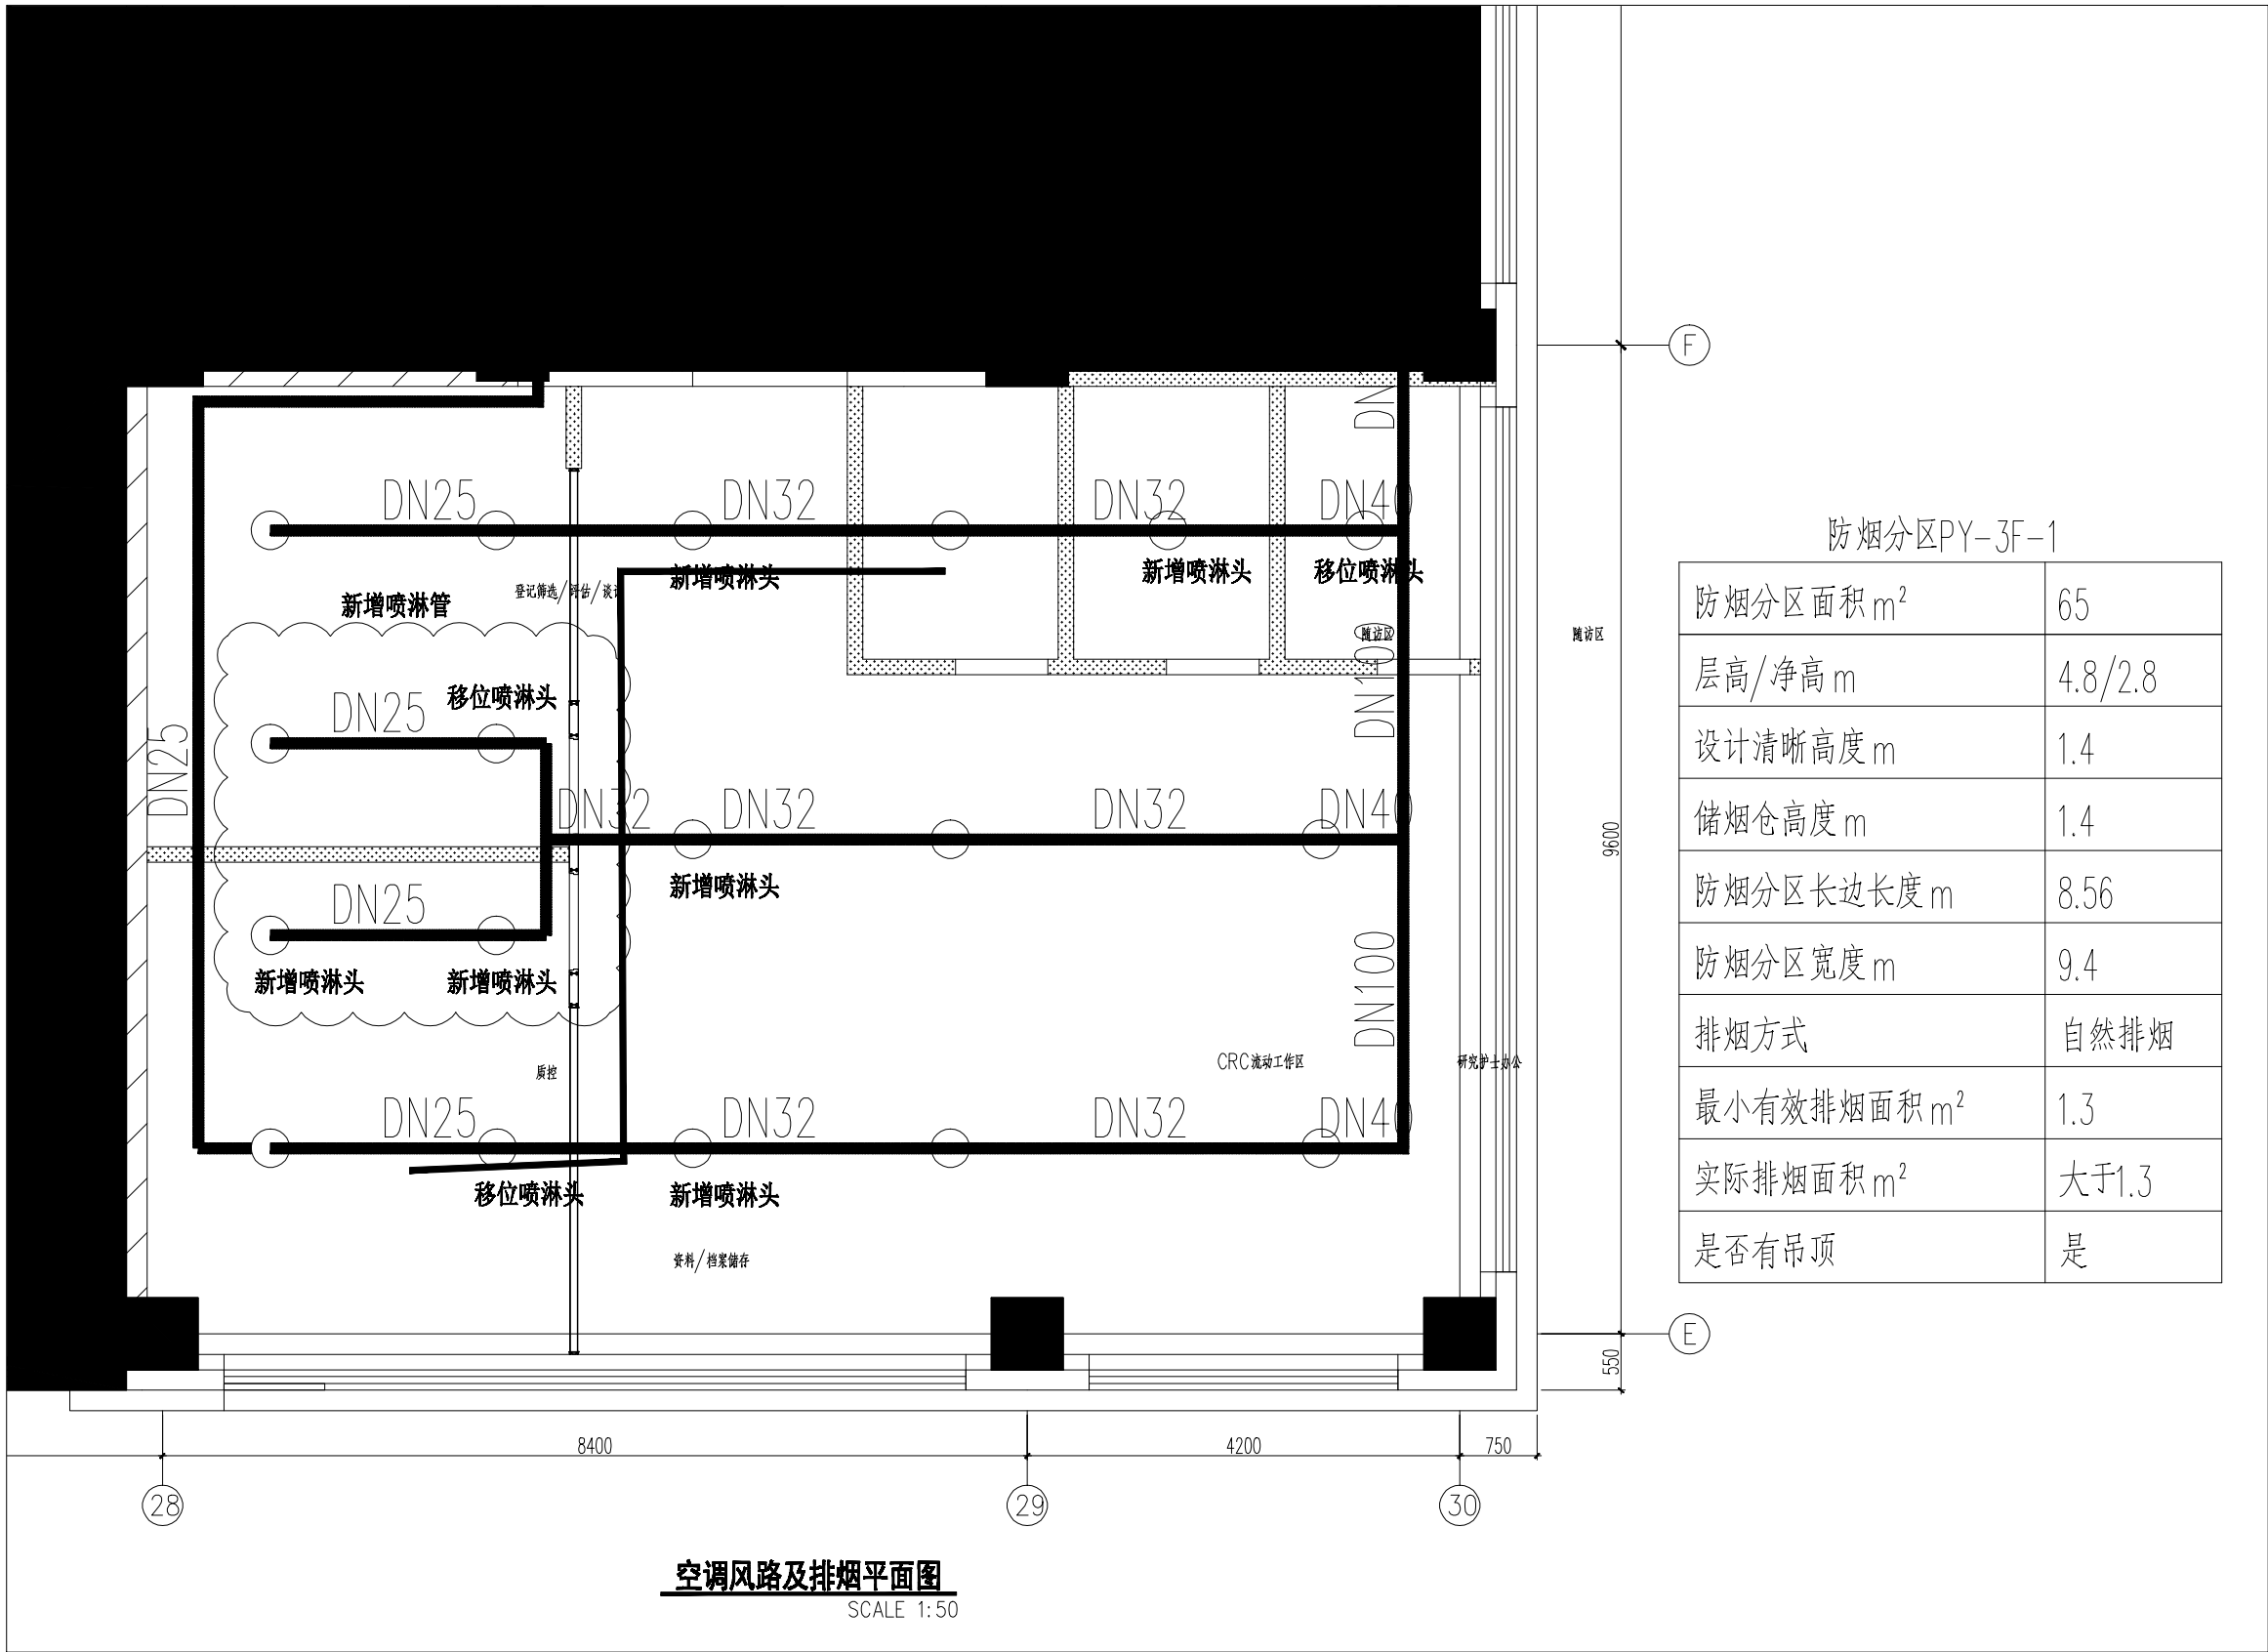 F
DN
DN25
DN32
DN32
DN40
防烟分区PY-3F-1
新增喷淋头
新增喷淋头
移位喷淋头
登记筛选/评估/谈
新增喷淋管
防烟分区面积m² 65
随访区
随访区
层高/净高m 4.8/2.8
移位喷淋头
DN25
DN100
DN25
设计清晰高度m 1.4
DN32
DN32
DN32
DN40
储烟仓高度m 1.4
9600
新增喷淋头
DN25
防烟分区长边长度m 8.56
防烟分区宽度m 9.4
新增喷淋头
新增喷淋头
DN100
排烟方式 自然排烟
质控
CRC流动工作区
研究护士办公
DN25
DN32
DN32
DN40
最小有效排烟面积m² 1.3
移位喷淋头
新增喷淋头
实际排烟面积m² 大于1.3
资料/档案储存
是否有吊顶 是
E
550
8400
4200
750
28
29
30
空调风路及排烟平面图
SCALE 1:50